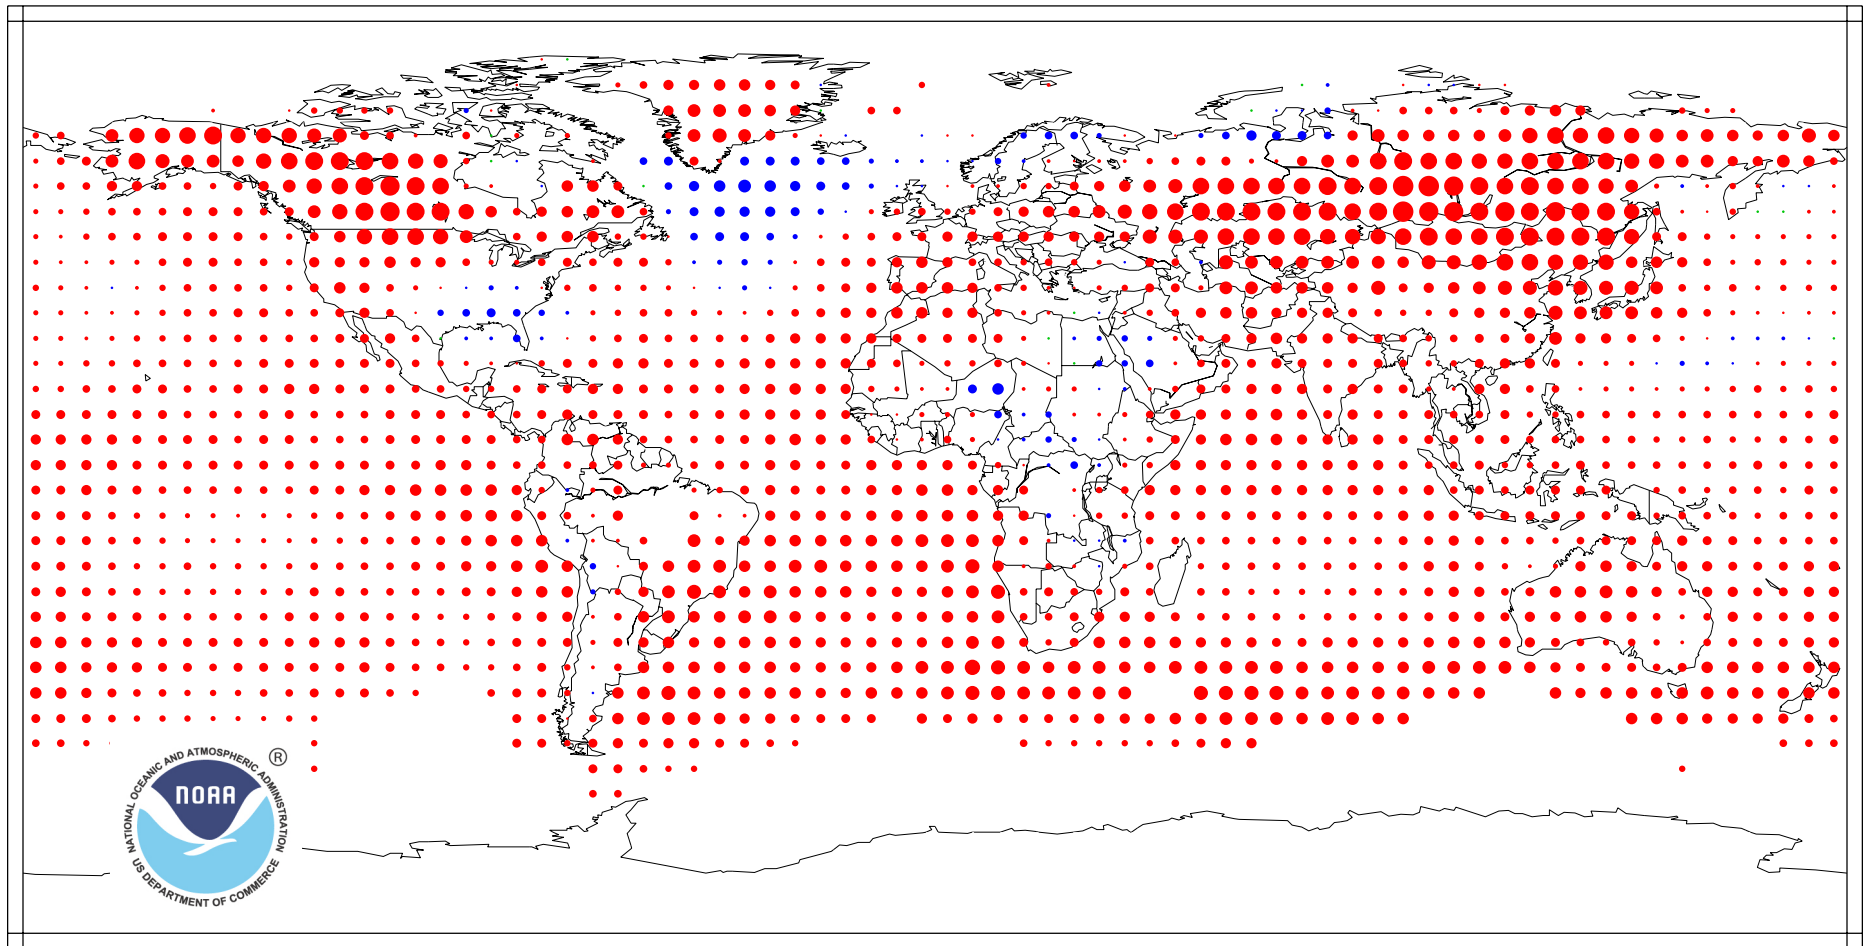 NATIONAL OCEANIC AND ATMOSPHERIC ADMINISTRATION
®
NOAA
US DEPARTMENT OF COMMERCE